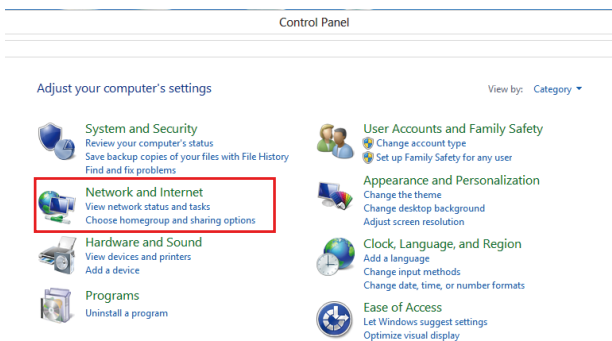 Control Panel
Adjust your computer's settings
View by: Category
System and Security
Review your computer's status
Save backup copies of your files with File History
Find and fix problems
Network and Internet
View network status and tasks
Choose homegroup and sharing options
Hardware and Sound
View devices and printers
Add a device
Programs
Uninstall a program
User Accounts and Family Safety
Change account type
Set up Family Safety for any user
Appearance and Personalization
Change the theme
Change desktop background
Adjust screen resolution
Clock, Language, and Region
Add a language
Change input methods
Change date, time, or number formats
Ease of Access
Let Windows suggest settings
Optimize visual display